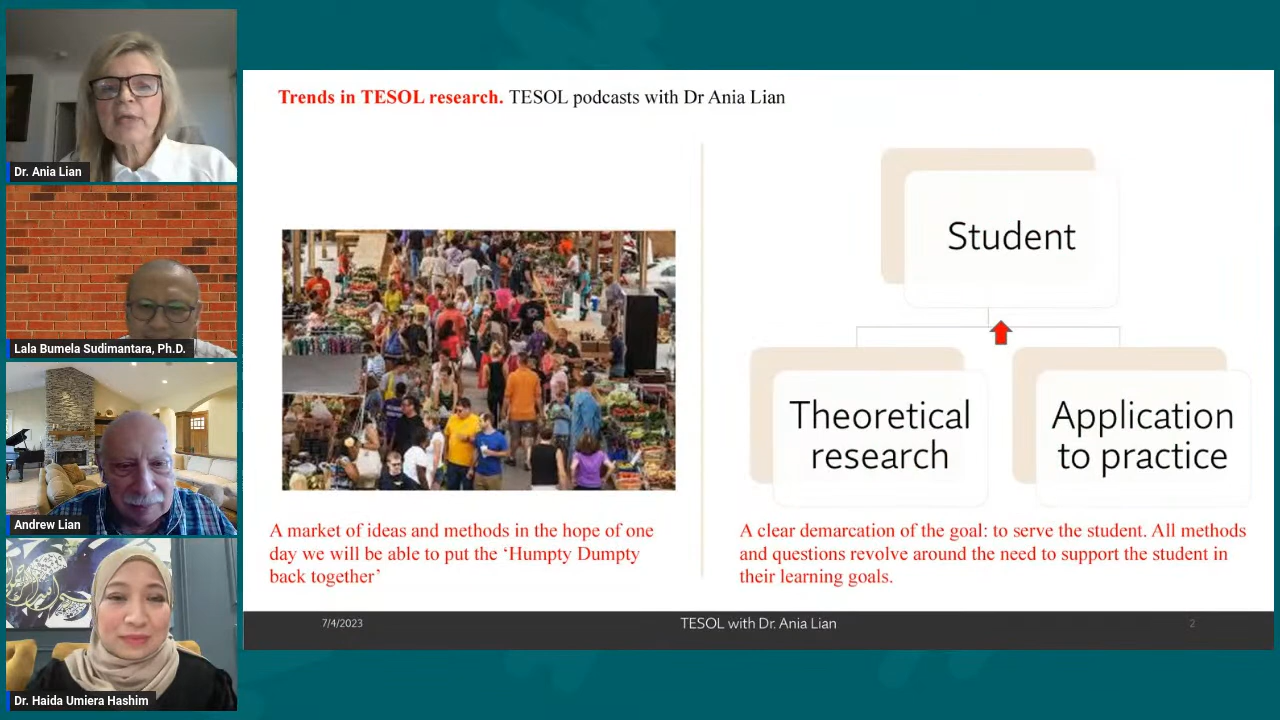 Dr. Ania Lian
Lala Bumela Sudimantara, Ph.D.
Andrew Lian
Dr. Haida Umiera Hashim
Trends in TESOL research. TESOL podcasts with Dr Ania Lian
A market of ideas and methods in the hope of one
day we will be able to put the ‘Humpty Dumpty
back together’
Student
Theoretical
research
Application
to practice
A clear demarcation of the goal: to serve the student. All methods
and questions revolve around the need to support the student in
their learning goals.
7/4/2023
TESOL with Dr. Ania Lian
2